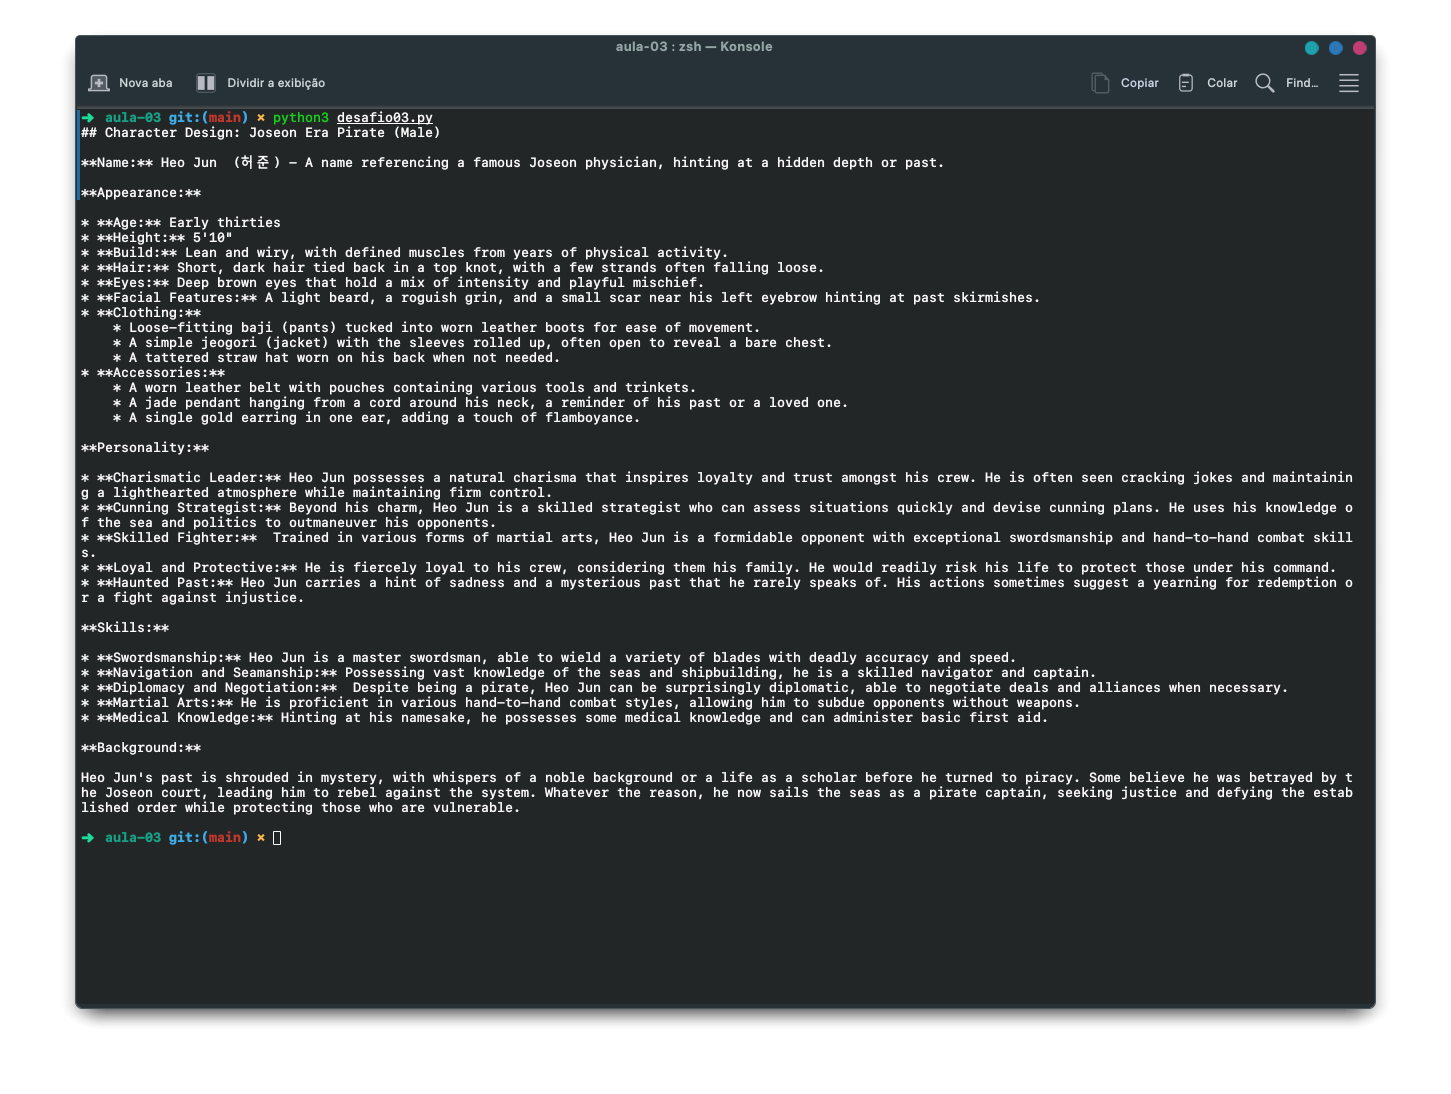 aula-03 : zsh — Konsole
Nova aba Dividir a exibição Copiar Colar Find…
➜ aula-03 git:(main) ✗ python3 desafio03.py
## Character Design: Joseon Era Pirate (Male)
**Name:** Heo Jun (허준) - A name referencing a famous Joseon physician, hinting at a hidden depth or past.
**Appearance:**
* **Age:** Early thirties
* **Height:** 5'10"
* **Build:** Lean and wiry, with defined muscles from years of physical activity.
* **Hair:** Short, dark hair tied back in a top knot, with a few strands often falling loose.
* **Eyes:** Deep brown eyes that hold a mix of intensity and playful mischief.
* **Facial Features:** A light beard, a roguish grin, and a small scar near his left eyebrow hinting at past skirmishes.
* **Clothing:**
* Loose-fitting baji (pants) tucked into worn leather boots for ease of movement.
* A simple jeogori (jacket) with the sleeves rolled up, often open to reveal a bare chest.
* A tattered straw hat worn on his back when not needed.
* **Accessories:**
* A worn leather belt with pouches containing various tools and trinkets.
* A jade pendant hanging from a cord around his neck, a reminder of his past or a loved one.
* A single gold earring in one ear, adding a touch of flamboyance.
**Personality:**
* **Charismatic Leader:** Heo Jun possesses a natural charisma that inspires loyalty and trust amongst his crew. He is often seen cracking jokes and maintainin
g a lighthearted atmosphere while maintaining firm control.
* **Cunning Strategist:** Beyond his charm, Heo Jun is a skilled strategist who can assess situations quickly and devise cunning plans. He uses his knowledge o
f the sea and politics to outmaneuver his opponents.
* **Skilled Fighter:**  Trained in various forms of martial arts, Heo Jun is a formidable opponent with exceptional swordsmanship and hand-to-hand combat skill
s.
* **Loyal and Protective:** He is fiercely loyal to his crew, considering them his family. He would readily risk his life to protect those under his command.
* **Haunted Past:** Heo Jun carries a hint of sadness and a mysterious past that he rarely speaks of. His actions sometimes suggest a yearning for redemption o
r a fight against injustice.
**Skills:**
* **Swordsmanship:** Heo Jun is a master swordsman, able to wield a variety of blades with deadly accuracy and speed.
* **Navigation and Seamanship:** Possessing vast knowledge of the seas and shipbuilding, he is a skilled navigator and captain.
* **Diplomacy and Negotiation:**  Despite being a pirate, Heo Jun can be surprisingly diplomatic, able to negotiate deals and alliances when necessary.
* **Martial Arts:** He is proficient in various hand-to-hand combat styles, allowing him to subdue opponents without weapons.
* **Medical Knowledge:** Hinting at his namesake, he possesses some medical knowledge and can administer basic first aid.
**Background:**
Heo Jun's past is shrouded in mystery, with whispers of a noble background or a life as a scholar before he turned to piracy. Some believe he was betrayed by t
he Joseon court, leading him to rebel against the system. Whatever the reason, he now sails the seas as a pirate captain, seeking justice and defying the estab
lished order while protecting those who are vulnerable.
➜ aula-03 git:(main) ✗